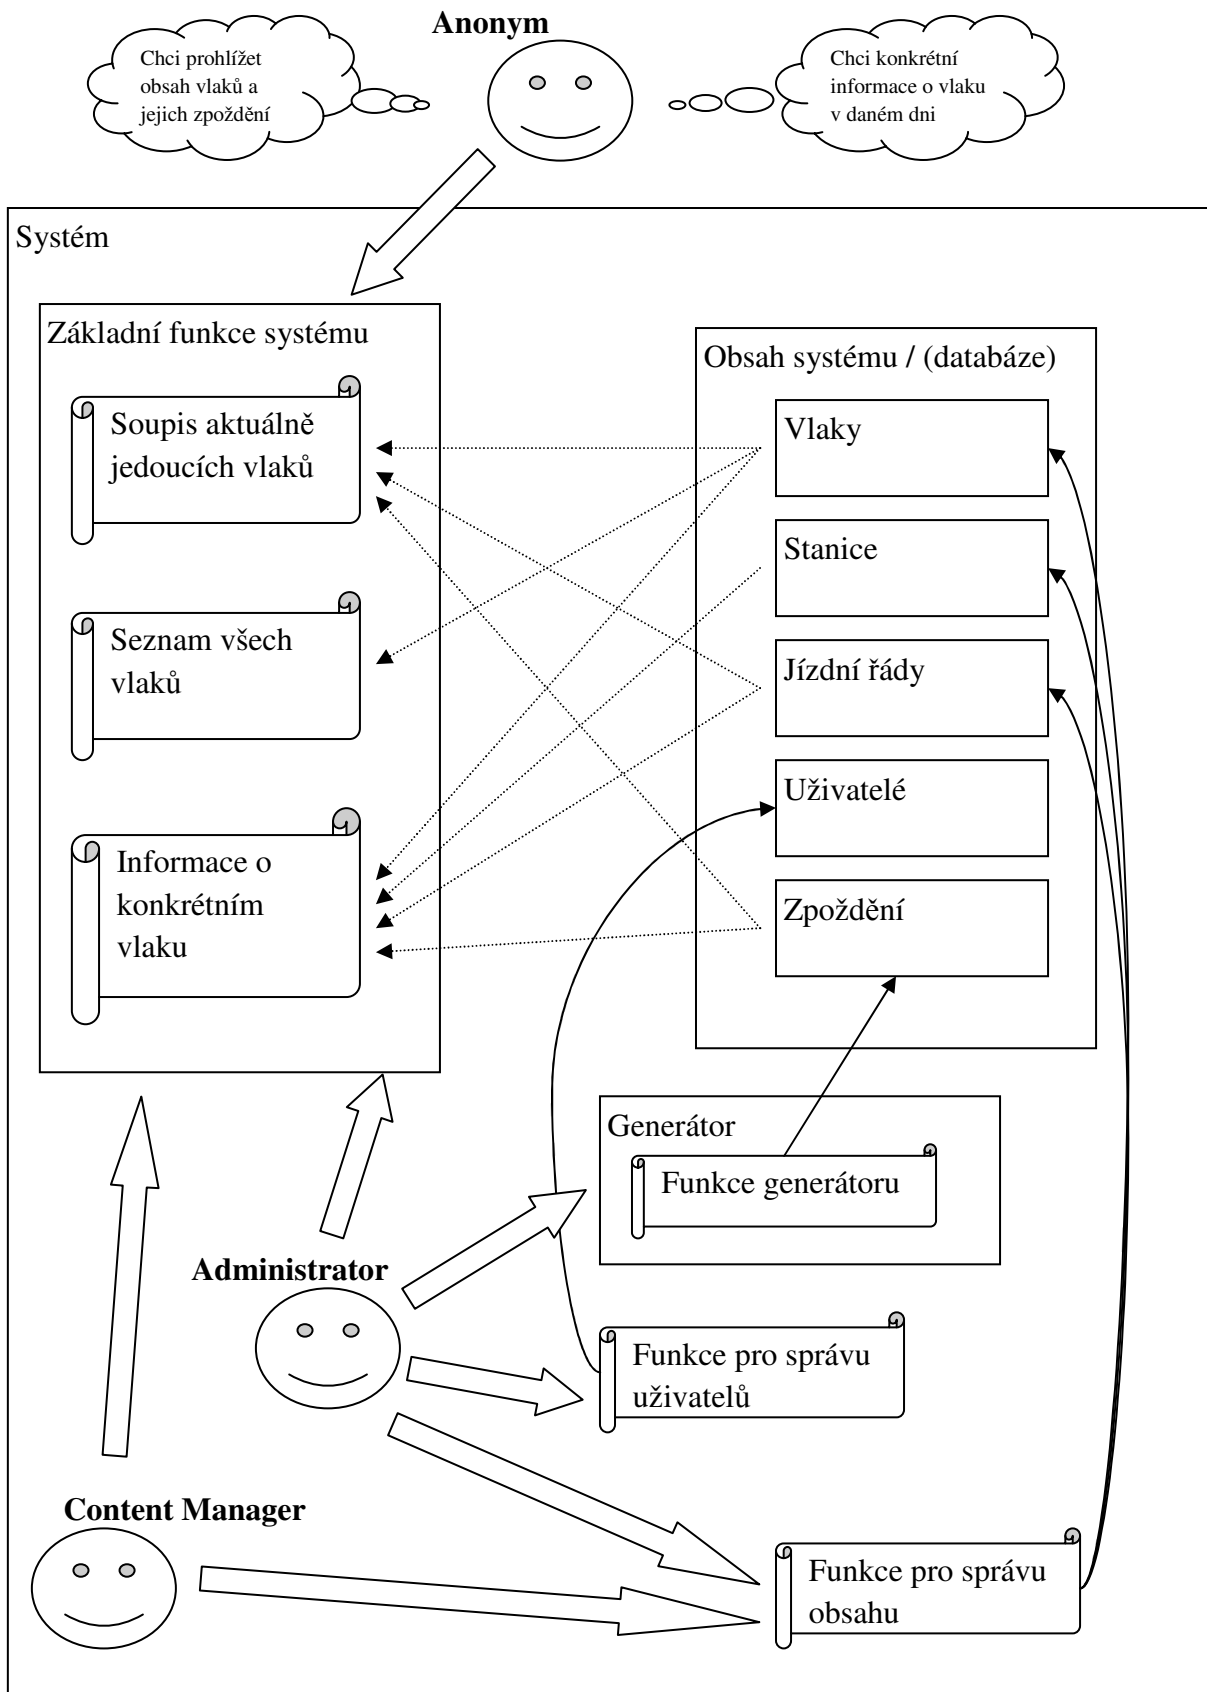 Anonym
Chci prohlížet
obsah vlaků a
jejich zpoždění
Chci konkrétní
informace o vlaku
v daném dni
Systém
Základní funkce systému
Soupis aktuálně
jedoucích vlaků
Seznam všech
vlaků
Informace o
konkrétním
vlaku
Obsah systému / (databáze)
Vlaky
Stanice
Jízdní řády
Uživatelé
Zpoždění
Generátor
Funkce generátoru
Administrator
Funkce pro správu
uživatelů
Content Manager
Funkce pro správu
obsahu